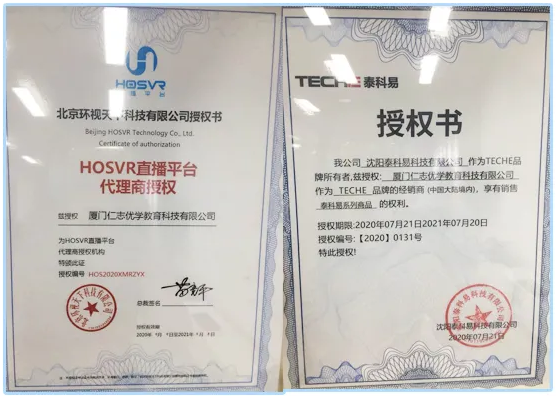 HOSVR
北京环视天下科技有限公司授权书
Beijing HOSVR Technology Co., Ltd.
Certificate of authorization
HOSVR直播平台
代理商授权
兹授权 厦门仁志优学教育科技有限公司
为HOSVR直播平台
代理商授权机构
特颁此证
授权编号 HOS2020XMRZYX
总裁签名
TECHE 泰科易
授权书
我公司 沈阳泰科易科技有限公司 作为TECHE品
牌所有者,兹授权: 厦门仁志优学教育科技有限公司
作为 TECHE 品牌的经销商 (中国大陆境内), 享有销售
泰科易系列商品 的权利。
授权期限:2020年07月21日2021年07月20日
授权编号:【2020】0131号
特此授权!
沈阳泰科易科技有限公司
2020年07月21日